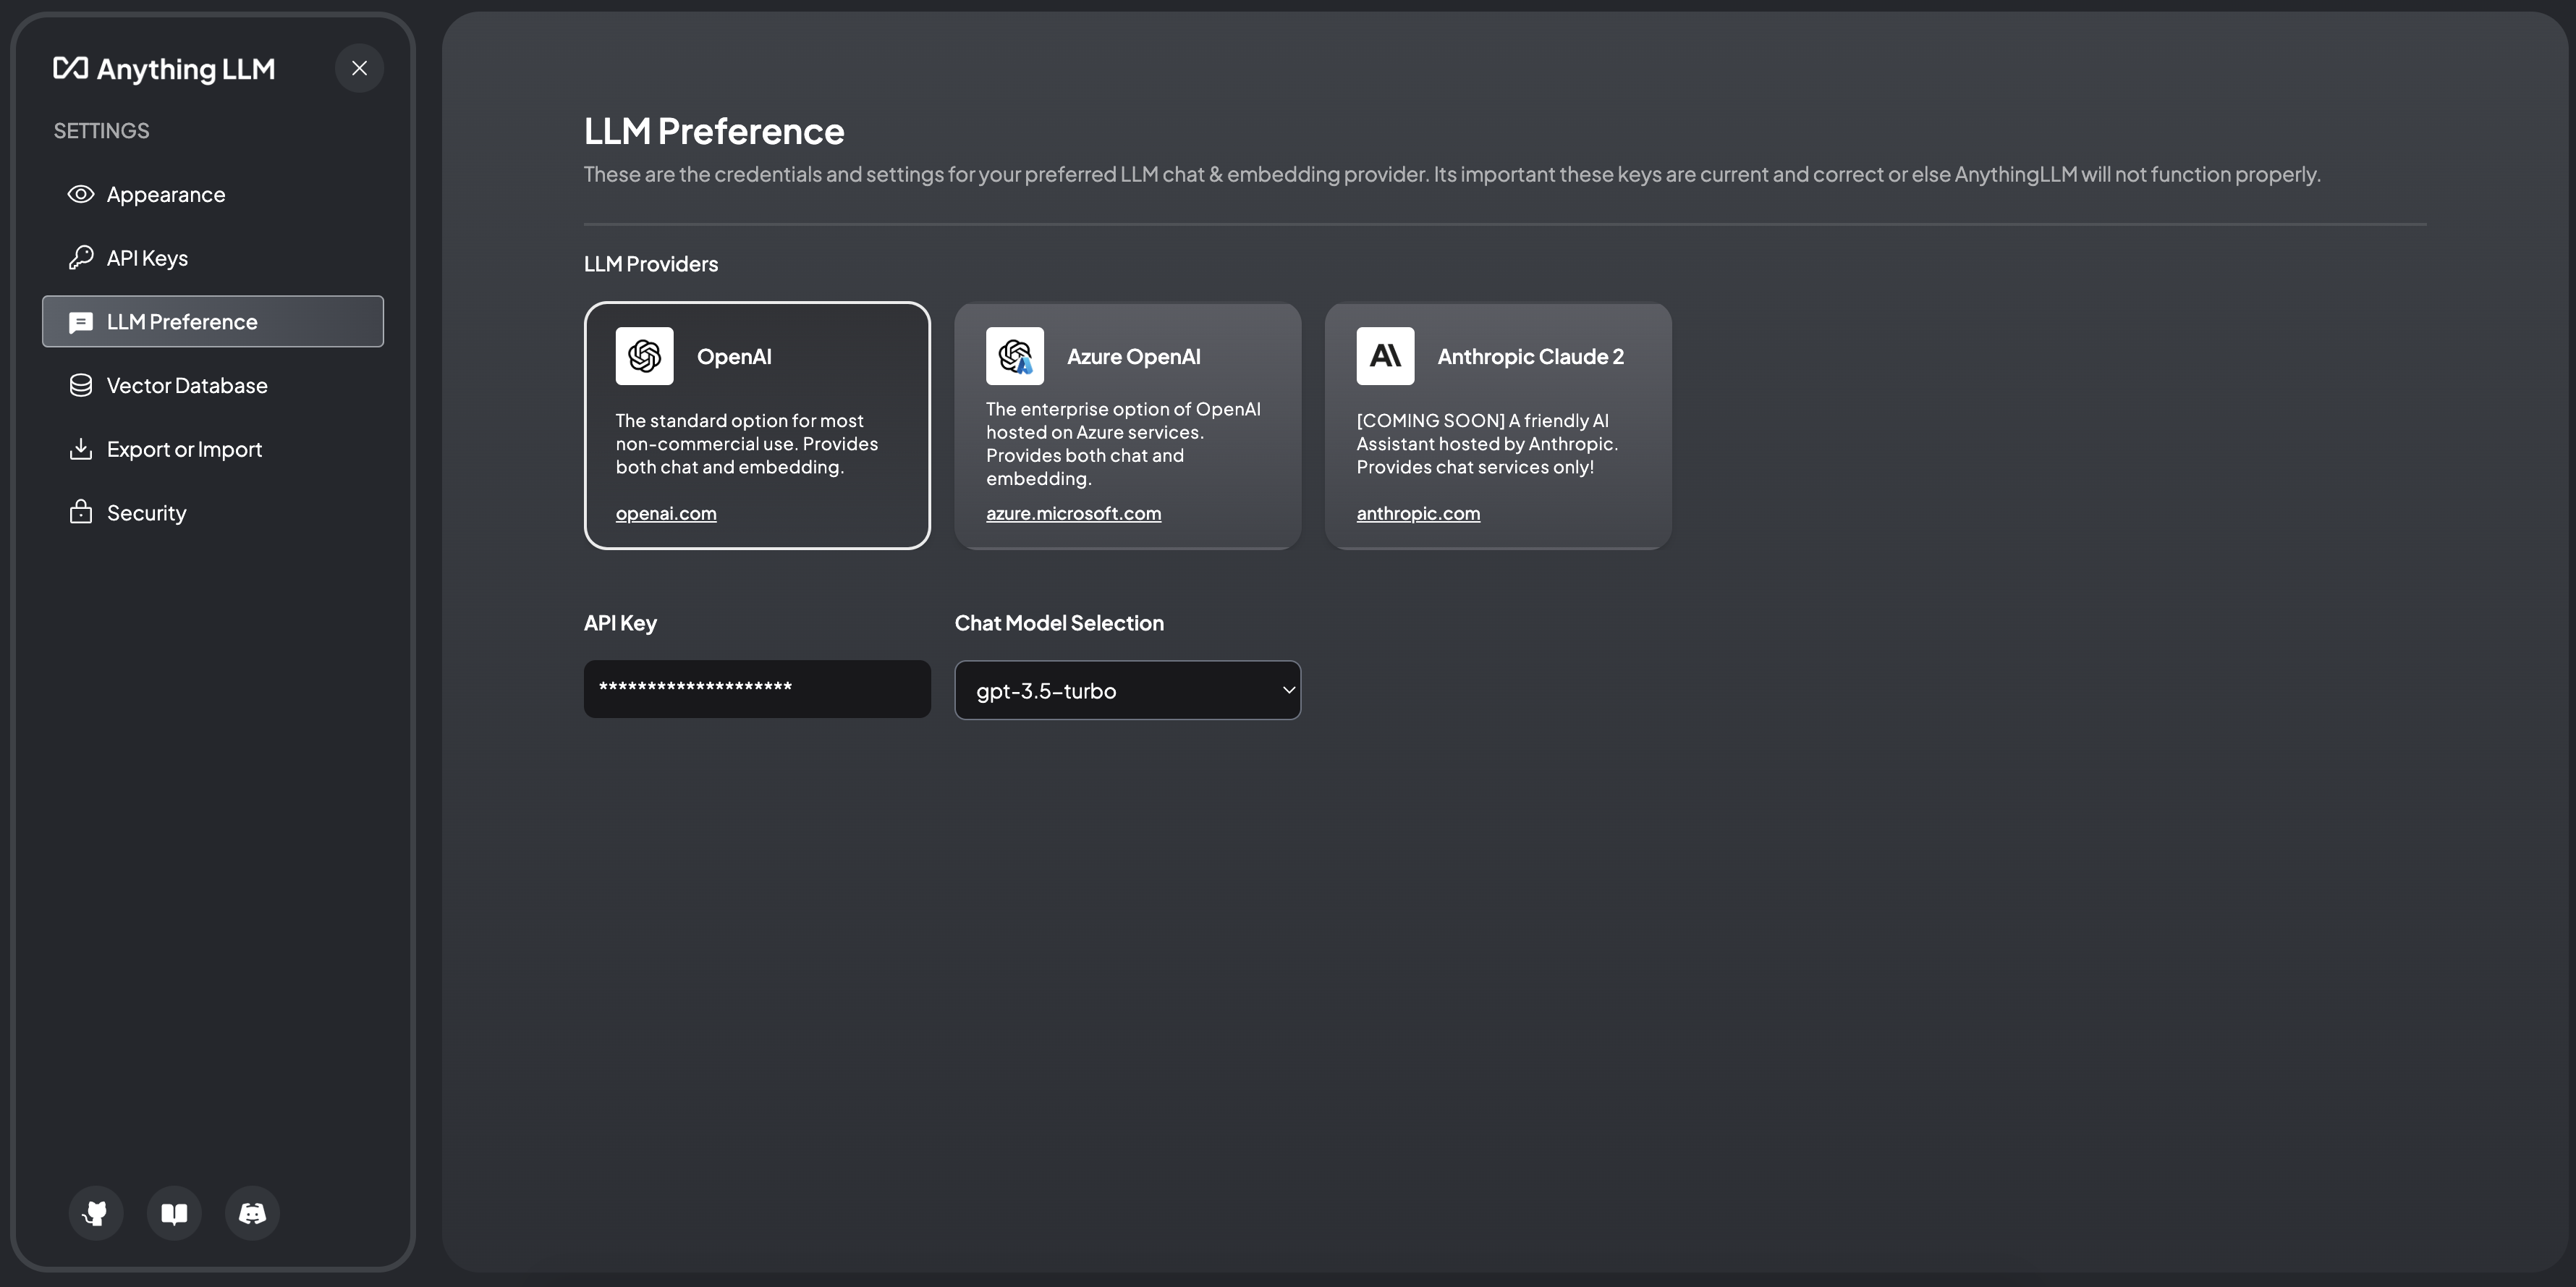 Anything LLM
SETTINGS
Appearance
API Keys
LLM Preference
Vector Database
Export or Import
Security
LLM Preference
These are the credentials and settings for your preferred LLM chat & embedding provider. Its important these keys are current and correct or else AnythingLLM will not function properly.
LLM Providers
OpenAI
The standard option for most
non-commercial use. Provides
both chat and embedding.
openai.com
Azure OpenAI
The enterprise option of OpenAI
hosted on Azure services.
Provides both chat and
embedding.
azure.microsoft.com
Anthropic Claude 2
[COMING SOON] A friendly AI
Assistant hosted by Anthropic.
Provides chat services only!
anthropic.com
API Key
********************
Chat Model Selection
gpt-3.5-turbo